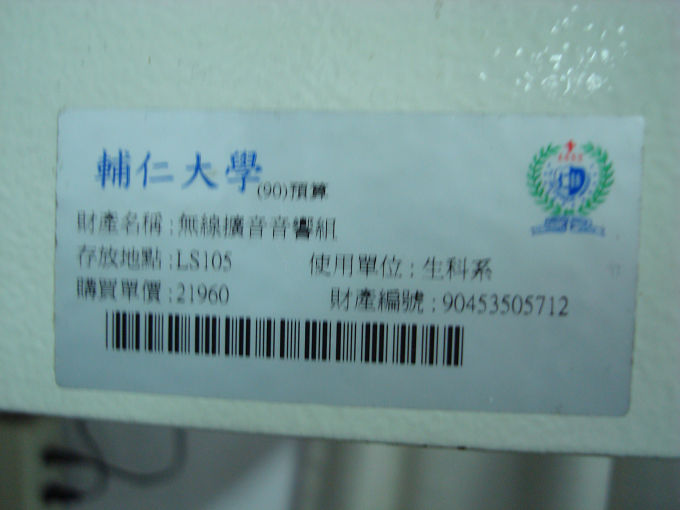 輔仁大學 (90)預算
財產名稱：無線擴音音響組
存放地點：LS105 使用單位：生科系
購買單價：21960 財產編號：90453505712